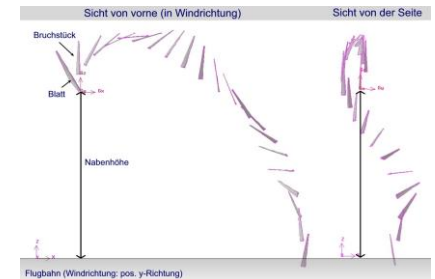 Sicht von vorne (in Windrichtung)
Sicht von der Seite
Bruchstück
Blatt
Nabenhöhe
Flugbahn (Windrichtung: pos. y-Richtung)